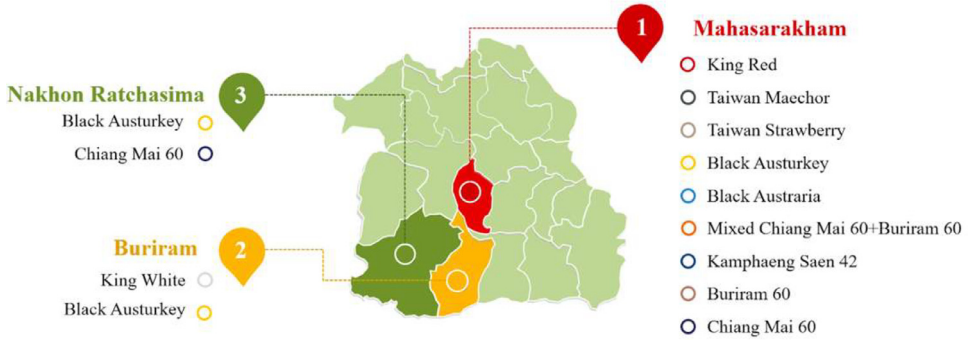 1
Mahasarakham
King Red
Taiwan Maechor
Taiwan Strawberry
Black Austurkey
Black Austraria
Mixed Chiang Mai 60+Buriram 60
Kamphaeng Saen 42
Buriram 60
Chiang Mai 60
3
Nakhon Ratchasima
Black Austurkey
Chiang Mai 60
2
Buriram
King White
Black Austurkey